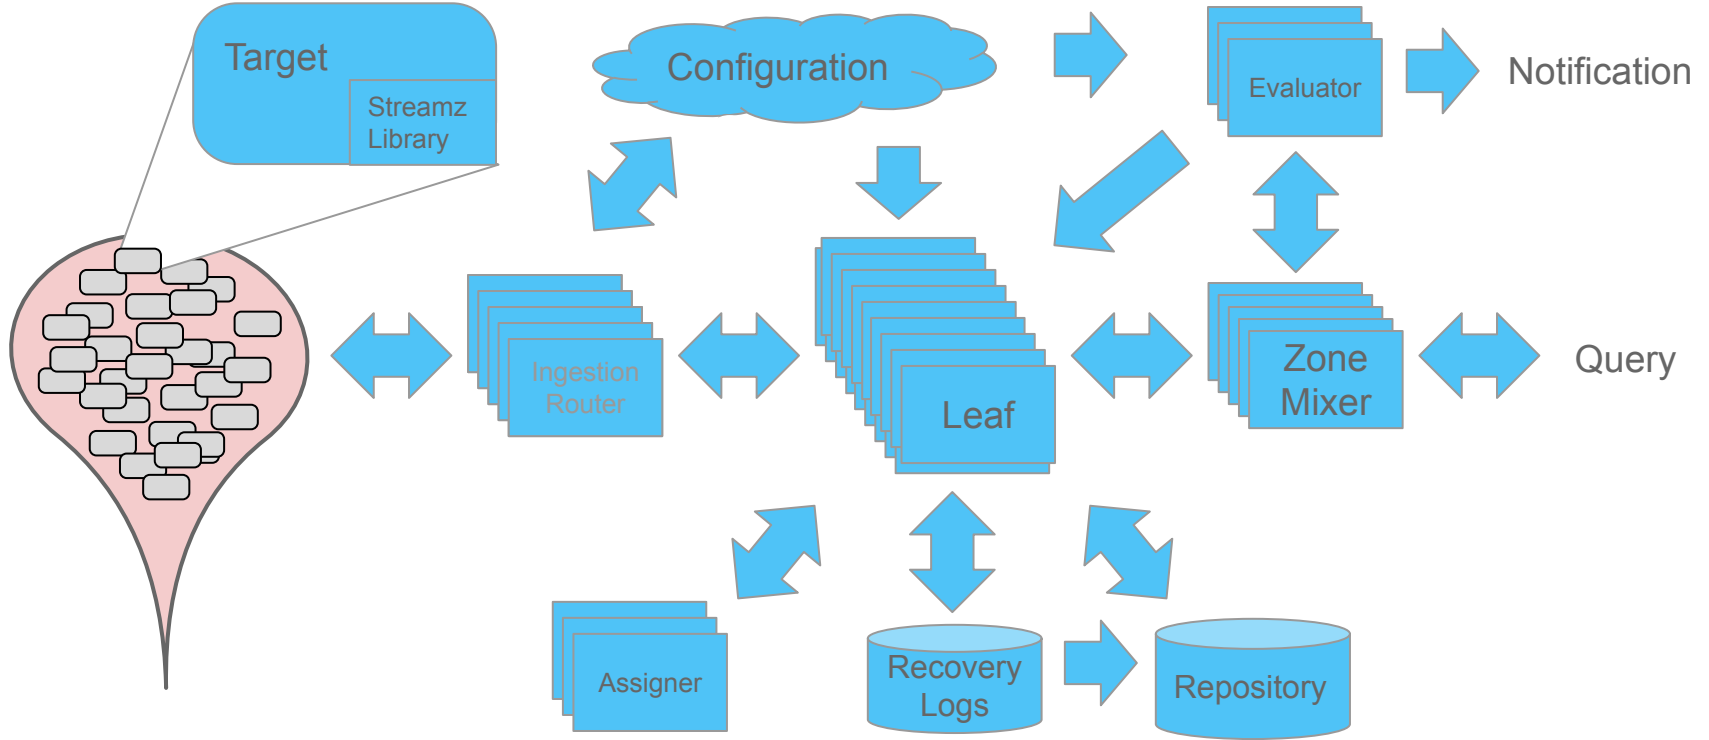 Target
Streamz
Library
Configuration
Evaluator
Notification
Ingestion
Router
Leaf
Zone
Mixer
Query
Assigner
Recovery
Logs
Repository